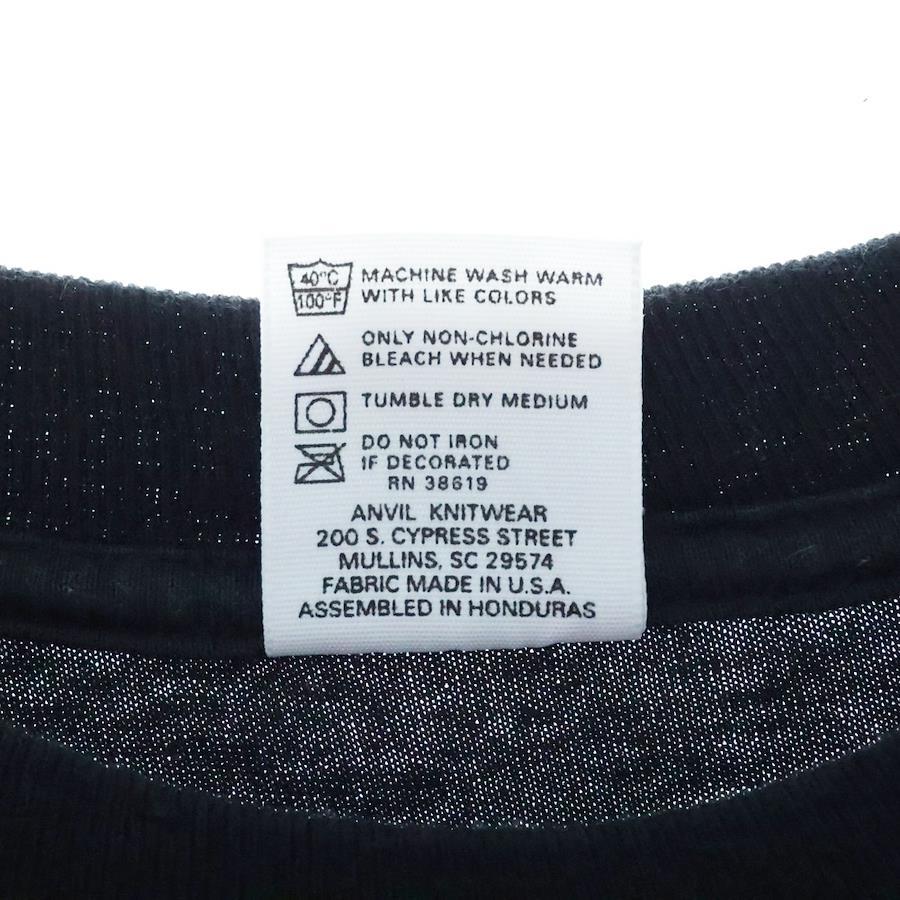 40°C
100°F
MACHINE WASH WARM
WITH LIKE COLORS
ONLY NON-CHLORINE
BLEACH WHEN NEEDED
TUMBLE DRY MEDIUM
DO NOT IRON
IF DECORATED
RN 38619
ANVIL KNITWEAR
200 S. CYPRESS STREET
MULLINS, SC 29574
FABRIC MADE IN U.S.A.
ASSEMBLED IN HONDURAS